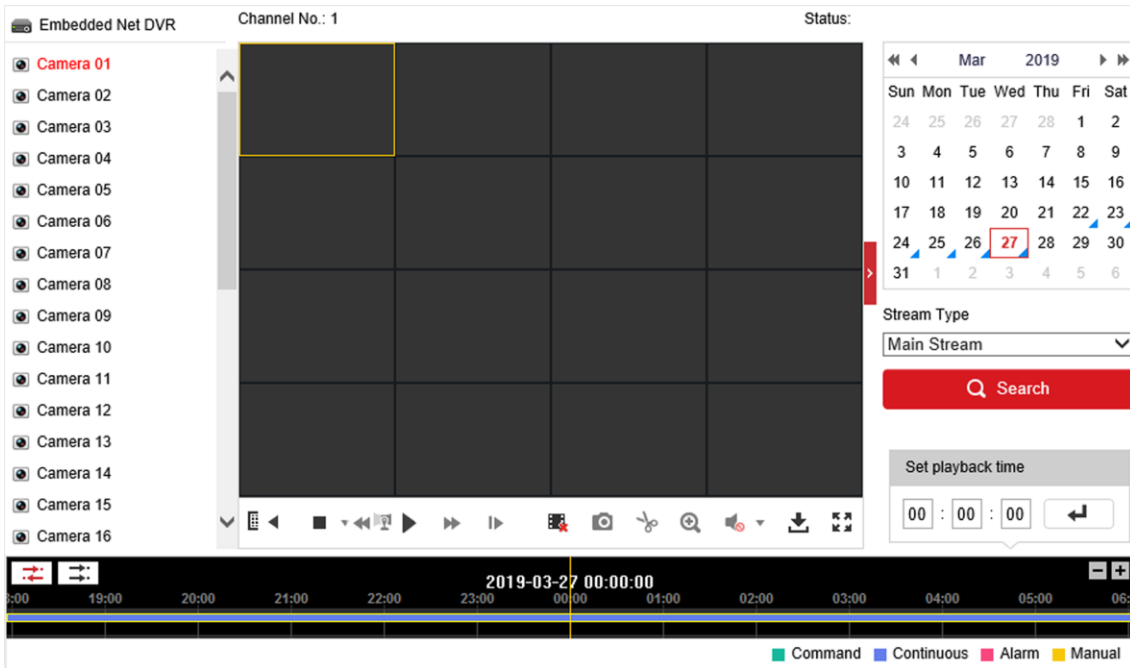 Embedded Net DVR
Channel No.: 1
Status:
Camera 01
Camera 02
Camera 03
Camera 04
Camera 05
Camera 06
Camera 07
Camera 08
Camera 09
Camera 10
Camera 11
Camera 12
Camera 13
Camera 14
Camera 15
Camera 16
Mar 2019
Sun Mon Tue Wed Thu Fri Sat
24 25 26 27 28 1 2
3 4 5 6 7 8 9
10 11 12 13 14 15 16
17 18 19 20 21 22 23
24 25 26 27 28 29 30
31 1 2 3 4 5 6
Stream Type
Main Stream
Search
Set playback time
00 : 00 : 00
2019-03-27 00:00:00
:00 19:00 20:00 21:00 22:00 23:00 00:00 01:00 02:00 03:00 04:00 05:00 06:
Command Continuous Alarm Manual